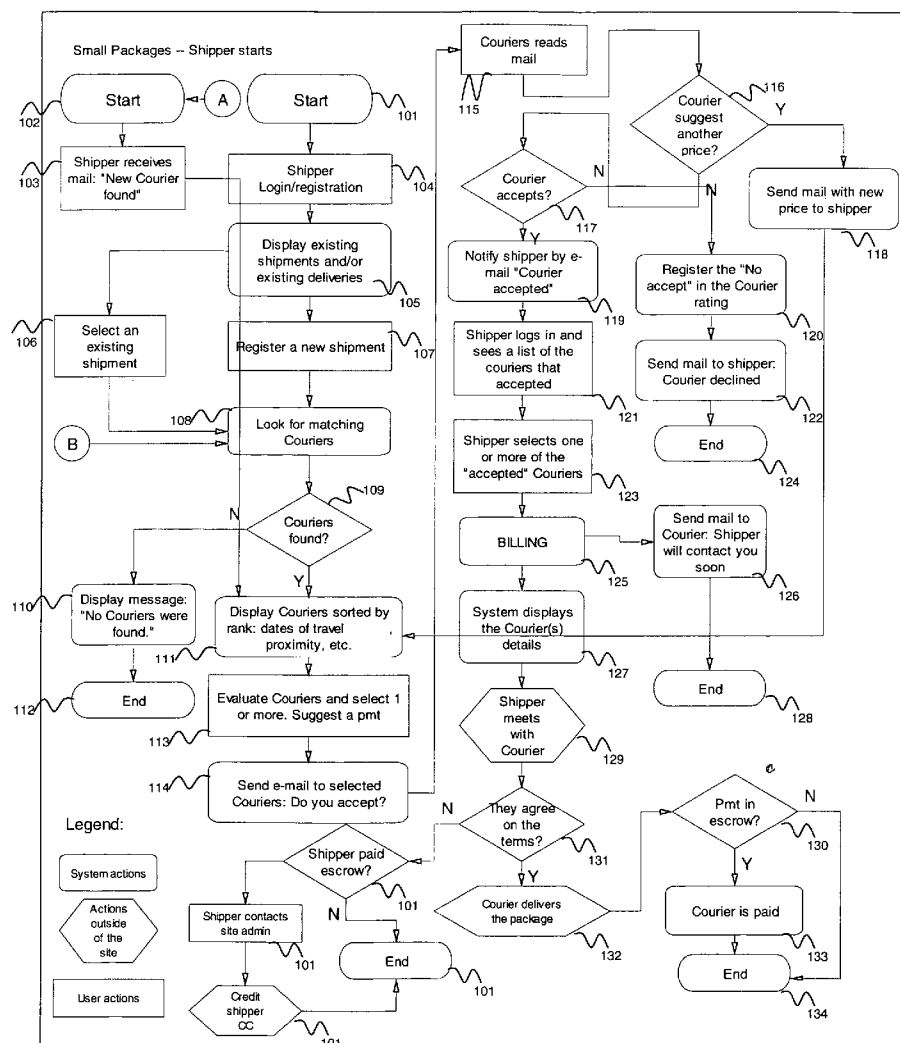 Small Packages -- Shipper starts
Start
102
A
Start
101
Shipper receives
mail: "New Courier
found"
103
Shipper
Login/registration
104
Display existing
shipments and/or
existing deliveries
105
Select an
existing
shipment
106
Register a new shipment
107
Look for matching
Couriers
108
B
Couriers
found?
109
N
Y
Display message:
"No Couriers were
found."
110
End
112
Display Couriers sorted by
rank: dates of travel
proximity, etc.
111
Evaluate Couriers and select 1
or more. Suggest a pmt
113
Send e-mail to selected
Couriers: Do you accept?
114
Couriers reads
mail
115
Courier
suggest
another
price?
116
Y
N
Send mail with new
price to shipper
118
Courier
accepts?
117
N
Y
Notify shipper by e-
mail "Courier
accepted"
119
Register the "No
accept" in the Courier
rating
120
Shipper logs in and
sees a list of the
couriers that
accepted
121
Send mail to shipper:
Courier declined
122
End
124
Shipper selects one
or more of the
"accepted" Couriers
123
BILLING
125
Send mail to
Courier: Shipper
will contact you
soon
126
System displays
the Courier(s)
details
127
End
128
Shipper
meets
with
Courier
129
They agree
on the
terms?
131
N
Y
Courier delivers
the package
132
Pmt in
escrow?
130
N
Y
Courier is paid
133
End
134
Shipper paid
escrow?
101
N
Shipper contacts
site admin
101
Credit
shipper
CC
101
End
101
Legend:
System actions
Actions
outside
of the
site
User actions